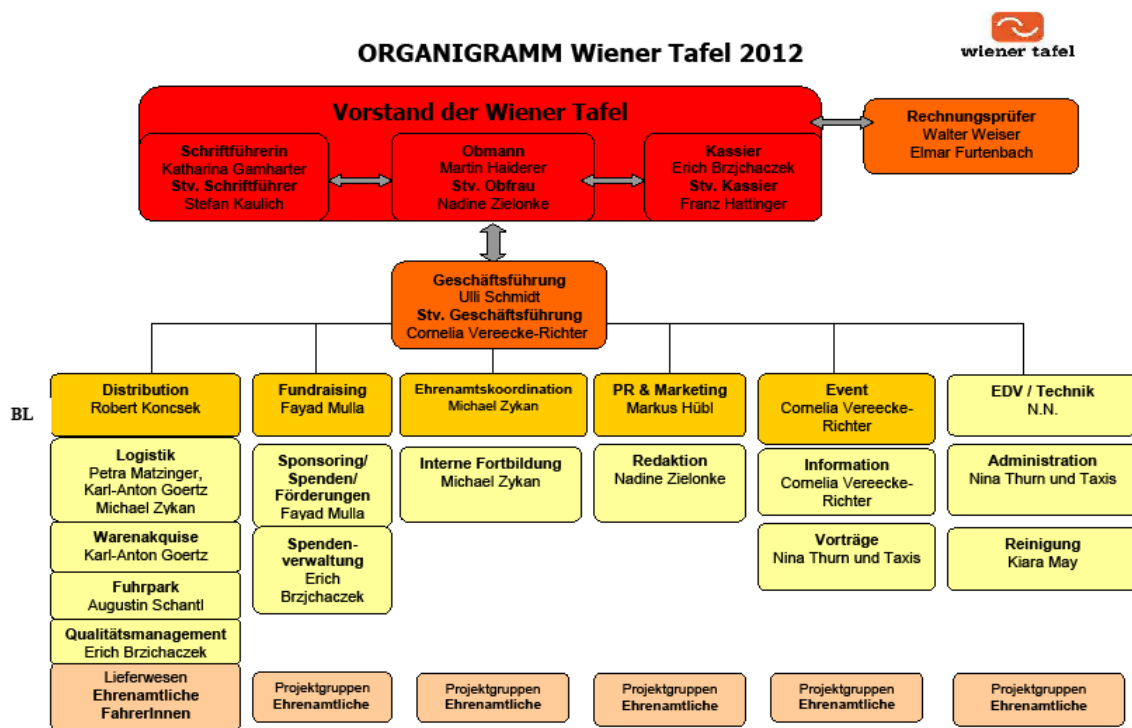 ORGANIGRAMM Wiener Tafel 2012
wiener tafel
Vorstand der Wiener Tafel
Schriftführerin
Katharina Gamharter
Stv. Schriftführer
Stefan Kaulich
Obmann
Martin Haiderer
Stv. Obfrau
Nadine Zielonke
Kassier
Erich Brzjchaczek
Stv. Kassier
Franz Hattinger
Rechnungsprüfer
Walter Weiser
Elmar Furtenbach
Geschäftsführung
Ulli Schmidt
Stv. Geschäftsführung
Cornelia Vereecke-Richter
BL
Distribution
Robert Koncsek
Fundraising
Fayad Mulla
Ehrenamtskoordination
Michael Zykan
PR & Marketing
Markus Hübl
Event
Cornelia Vereecke-
Richter
EDV / Technik
N.N.
Logistik
Petra Matzinger,
Karl-Anton Goertz
Michael Zykan
Sponsoring/
Spenden/
Förderungen
Fayad Mulla
Interne Fortbildung
Michael Zykan
Redaktion
Nadine Zielonke
Information
Cornelia Vereecke-
Richter
Administration
Nina Thurn und Taxis
Warenakquise
Karl-Anton Goertz
Spenden-
verwaltung
Erich
Brzjchaczek
Vorträge
Nina Thurn und Taxis
Reinigung
Kiara May
Fuhrpark
Augustin Schantl
Qualitätsmanagement
Erich Brzichaczek
Lieferwesen
Ehrenamtliche
FahrerInnen
Projektgruppen
Ehrenamtliche
Projektgruppen
Ehrenamtliche
Projektgruppen
Ehrenamtliche
Projektgruppen
Ehrenamtliche
Projektgruppen
Ehrenamtliche